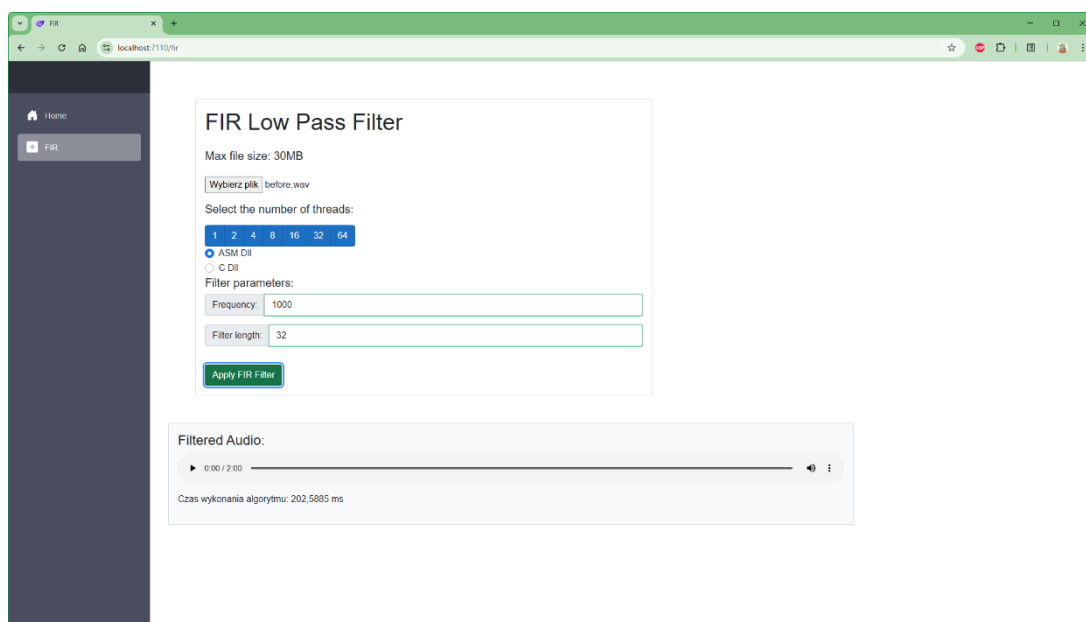 FIR
localhost:7110/fir
Home
FIR
FIR Low Pass Filter
Max file size: 30MB
Wybierz plik before.wav
Select the number of threads:
1 2 4 8 16 32 64
ASM Dll
C Dll
Filter parameters:
Frequency: 1000
Filter length: 32
Apply FIR Filter
Filtered Audio:
0:00 / 2:00
Czas wykonania algorytmu: 202,5885 ms